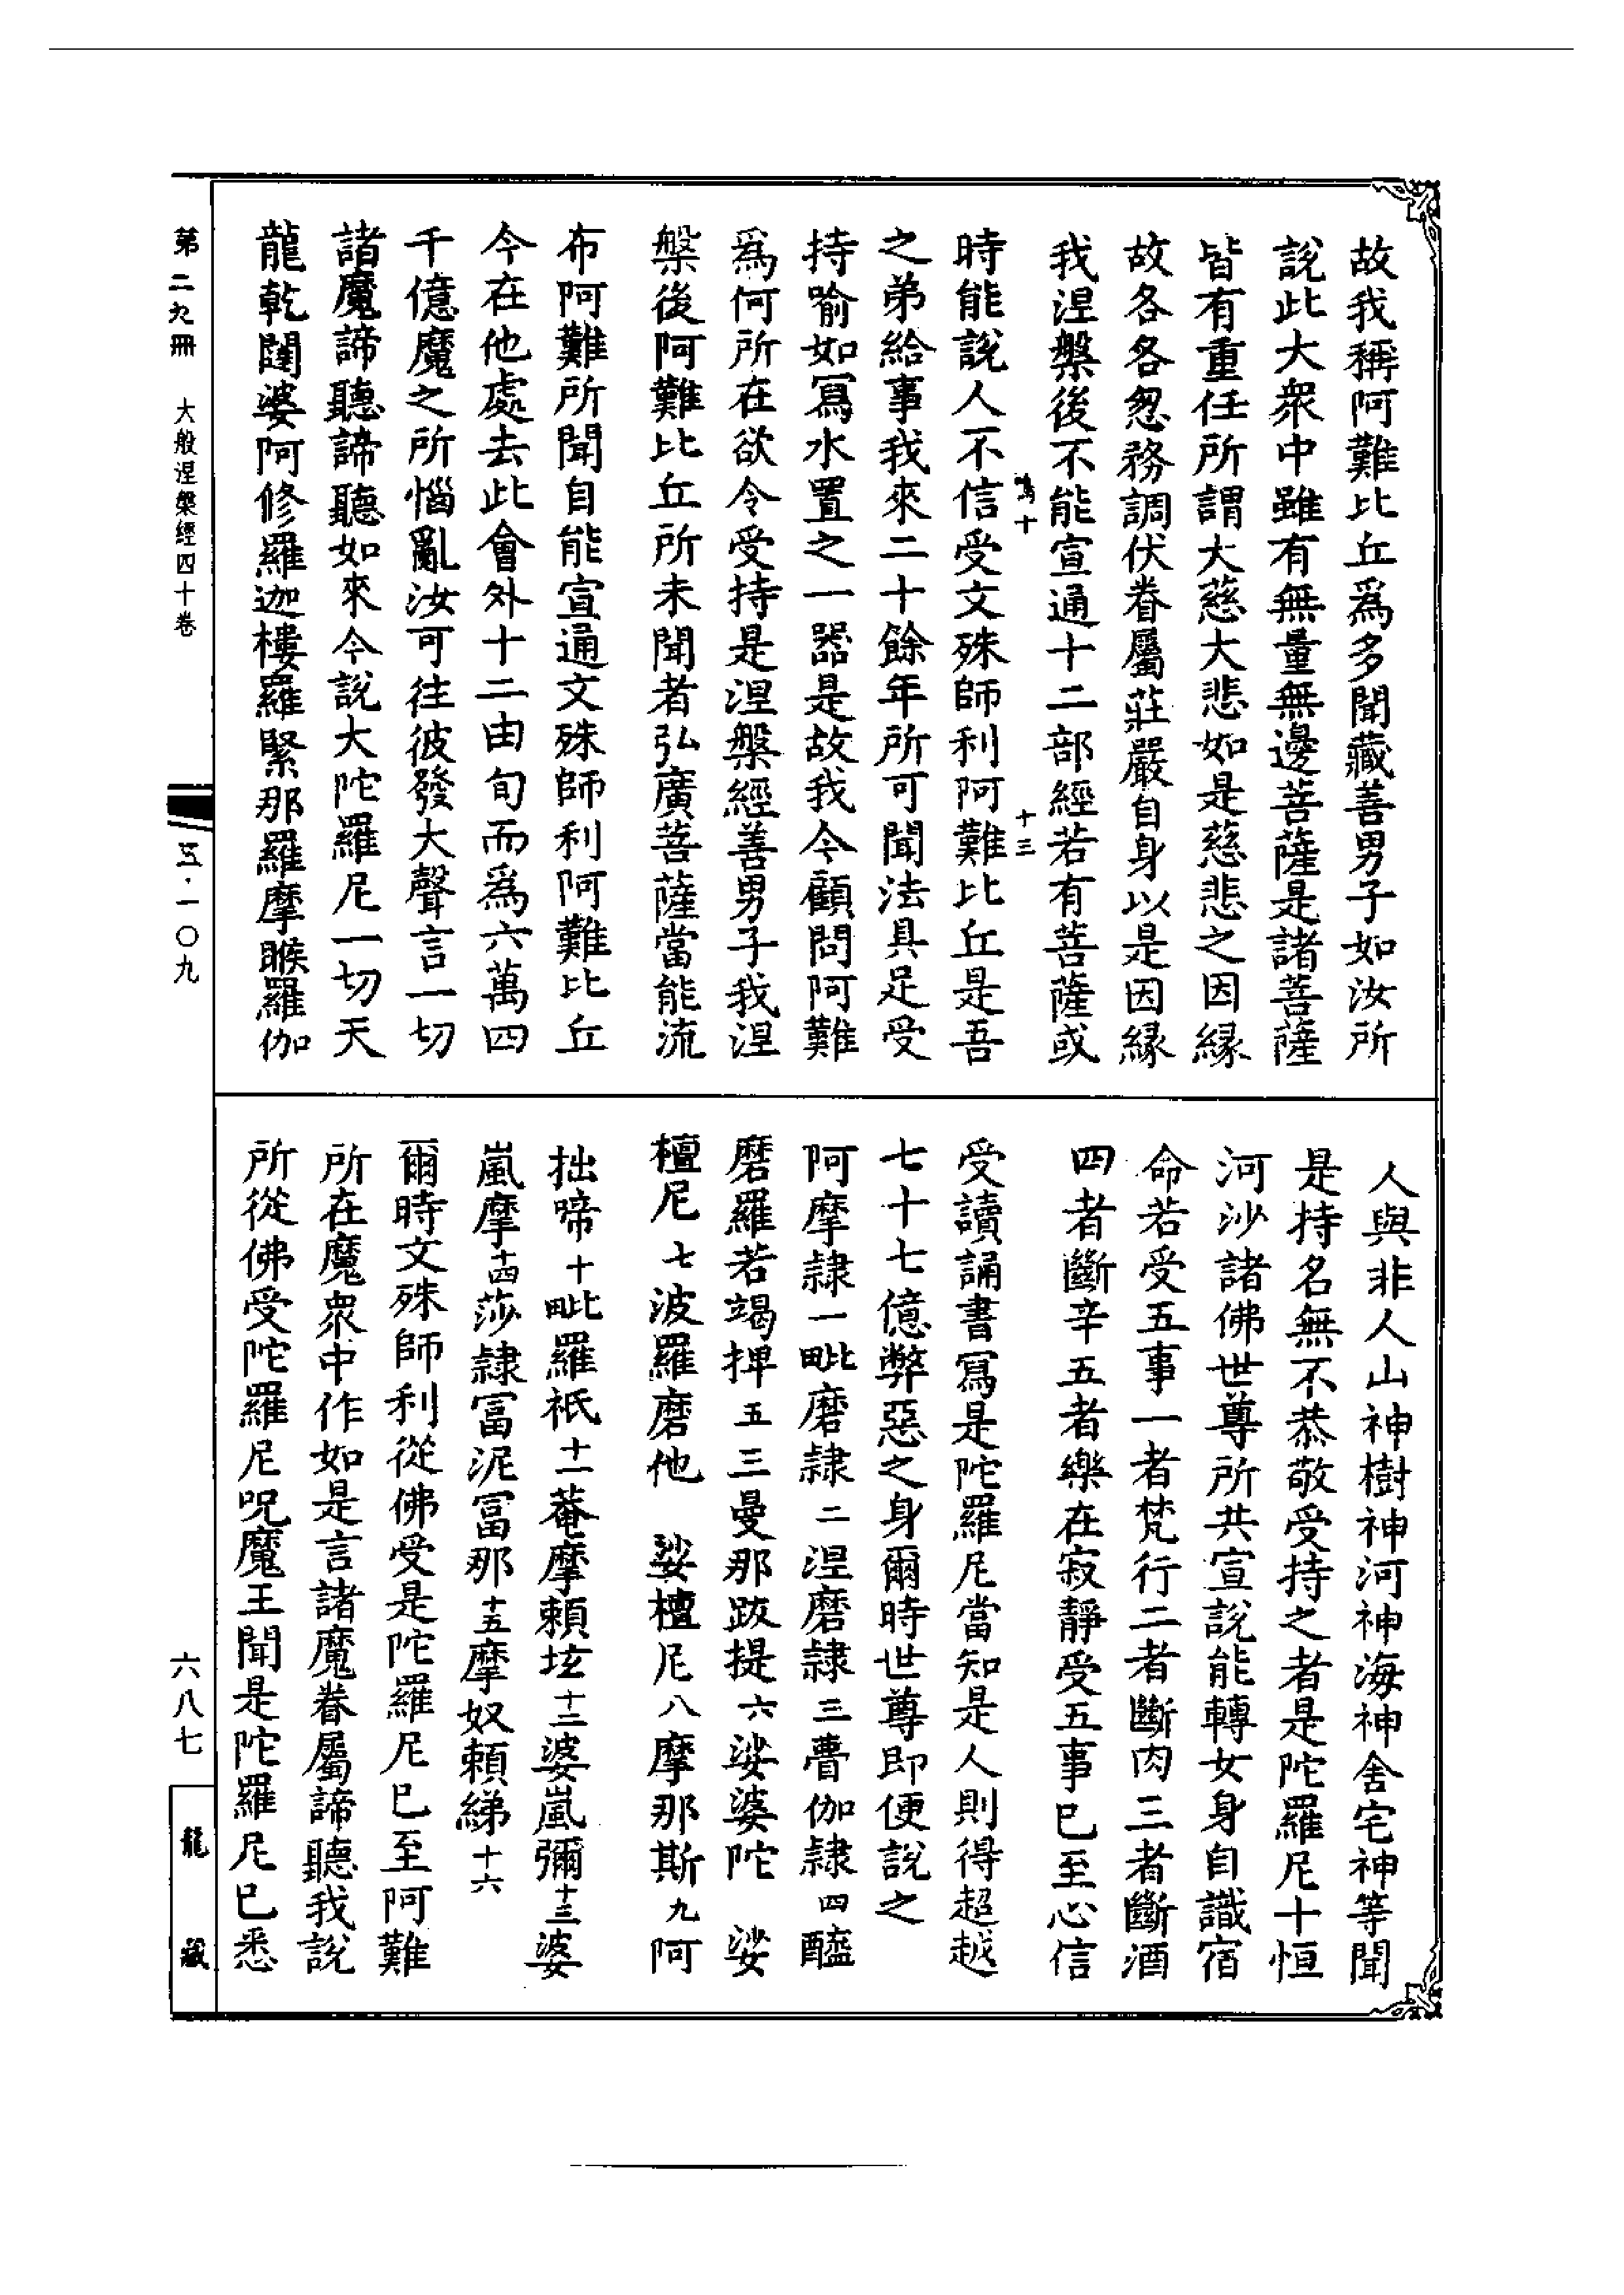 故我稱阿難比丘爲多聞藏善男子如汝所
說此大衆中雖有無量無邊菩薩是諸菩薩
皆有重任所謂大慈大悲如是慈悲之因緣
故各各怱務調伏眷屬莊嚴自身以是因緣
我涅槃後不能宣通十二部經若有菩薩或
鳴十 十三
時能說人不信受文殊師利阿難比丘是吾
之弟給事我來二十餘年所可聞法具足受
持喻如寫水置之一器是故我今顧問阿難
爲何所在欲令受持是涅槃經善男子我涅
槃後阿難比丘所未聞者弘廣菩薩當能流
布阿難所聞自能宣通文殊師利阿難比丘
今在他處去此會外十二由旬而爲六萬四
千億魔之所惱亂汝可往彼發大聲言一切
諸魔諦聽諦聽如來今說大陀羅尼一切天
龍乾闥婆阿修羅迦樓羅緊那羅摩睺羅伽
人與非人山神樹神河神海神舍宅神等聞
是持名無不恭敬受持之者是陀羅尼十恒
河沙諸佛世尊所共宣說能轉女身自識宿
命若受五事一者梵行二者斷肉三者斷酒
四者斷辛五者樂在寂靜受五事已至心信
受讀誦書寫是陀羅尼當知是人則得超越
七十七億弊惡之身爾時世尊即便說之
阿摩隸一毗磨隸二涅磨隸三瞢伽隸四醯
磨羅若竭捭五三曼那跋提六娑婆陀 娑
檀尼七波羅磨他 娑檀尼八摩那斯九阿
拙啼十毗羅祇十一菴摩賴坻十二婆嵐彌十三婆
嵐摩十四莎隸富泥富那十五摩奴賴綈十六
爾時文殊師利從佛受是陀羅尼已至阿難
所在魔衆中作如是言諸魔眷屬諦聽我說
所從佛受陀羅尼呪魔王聞是陀羅尼已悉
第二九冊 大般涅槃經四十卷 五·一〇九 六八七 龍藏